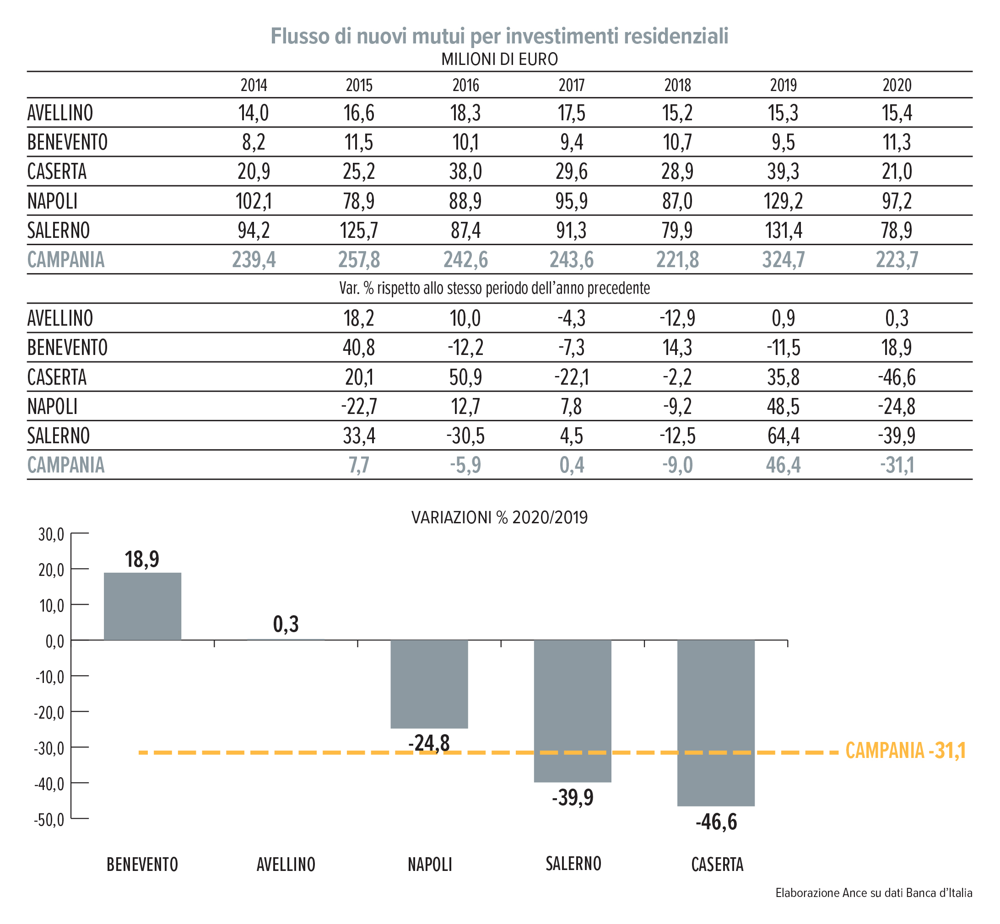 Flusso di nuovi mutui per investimenti residenziali
MILIONI DI EURO
2014 2015 2016 2017 2018 2019 2020
AVELLINO 14,0 16,6 18,3 17,5 15,2 15,3 15,4
BENEVENTO 8,2 11,5 10,1 9,4 10,7 9,5 11,3
CASERTA 20,9 25,2 38,0 29,6 28,9 39,3 21,0
NAPOLI 102,1 78,9 88,9 95,9 87,0 129,2 97,2
SALERNO 94,2 125,7 87,4 91,3 79,9 131,4 78,9
CAMPANIA 239,4 257,8 242,6 243,6 221,8 324,7 223,7
Var. % rispetto allo stesso periodo dell’anno precedente
AVELLINO 18,2 10,0 -4,3 -12,9 0,9 0,3
BENEVENTO 40,8 -12,2 -7,3 14,3 -11,5 18,9
CASERTA 20,1 50,9 -22,1 -2,2 35,8 -46,6
NAPOLI -22,7 12,7 7,8 -9,2 48,5 -24,8
SALERNO 33,4 -30,5 4,5 -12,5 64,4 -39,9
CAMPANIA 7,7 -5,9 0,4 -9,0 46,4 -31,1
VARIAZIONI % 2020/2019
30,0
18,9
20,0
10,0
0,3
0,0
-10,0
-20,0
-24,8
-30,0
CAMPANIA -31,1
-40,0
-39,9
-50,0
-46,6
BENEVENTO AVELLINO NAPOLI SALERNO CASERTA
Elaborazione Ance su dati Banca d’Italia